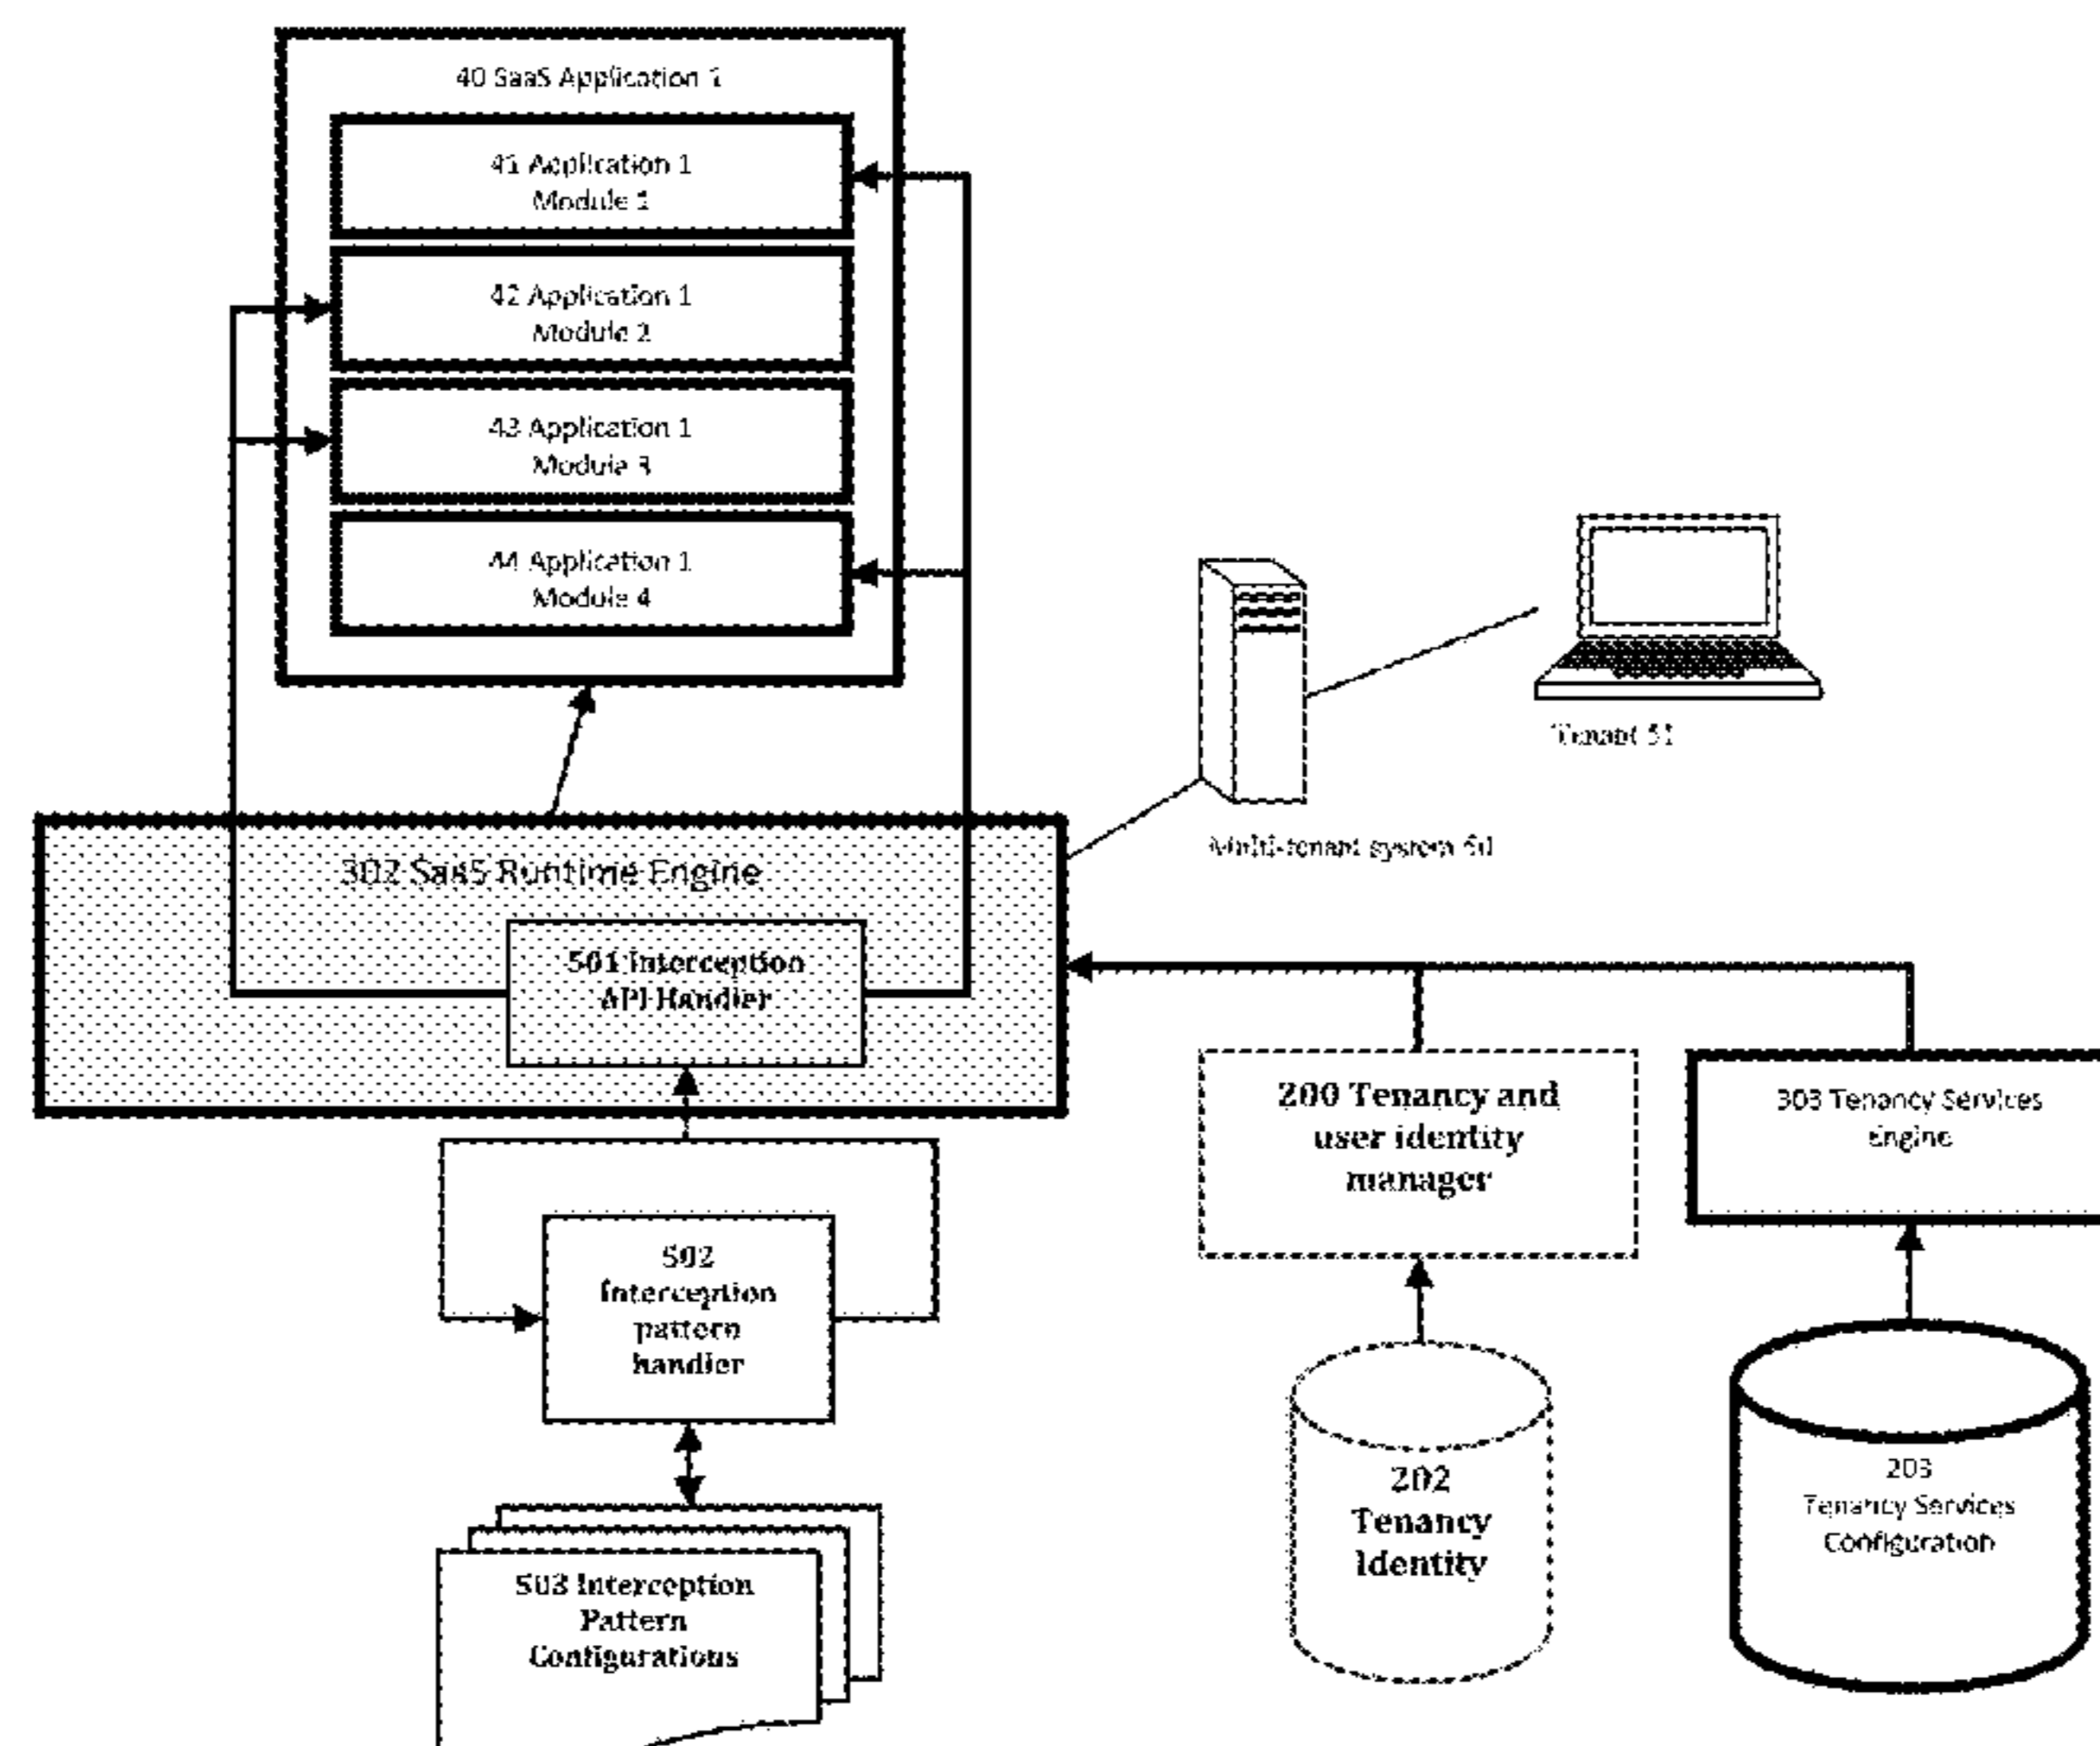 40 SaaS Application 1
41 Application 1
Module 1
42 Application 1
Module 2
43 Application 1
Module 3
44 Application 1
Module 4
Tenant 51
Multi-tenant system 50
302 SaaS Runtime Engine
501 Interception
API Handler
200 Tenancy and
user identity
manager
303 Tenancy Services
Engine
502
Interception
pattern
handler
202
Tenancy
Identity
203
Tenancy Services
Configuration
503 Interception
Pattern
Configurations